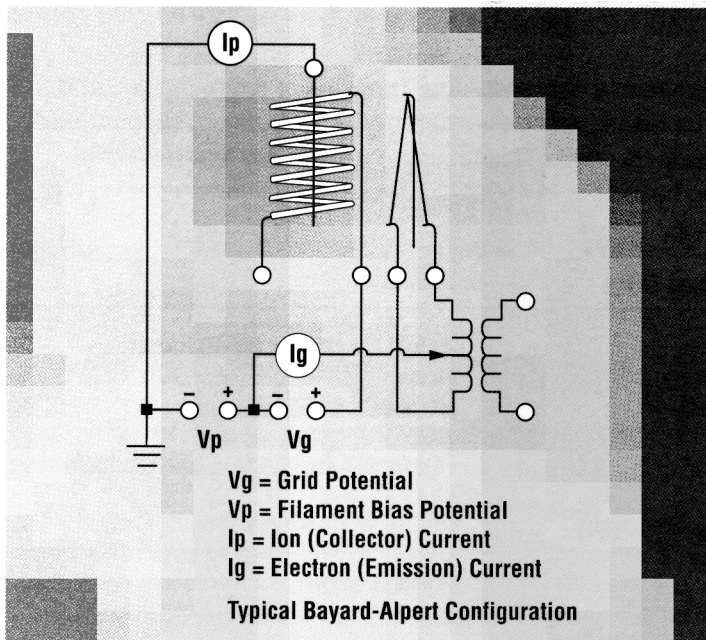 Ip
Ig
– + – +
Vp Vg
Vg = Grid Potential
Vp = Filament Bias Potential
Ip = Ion (Collector) Current
Ig = Electron (Emission) Current
Typical Bayard-Alpert Configuration